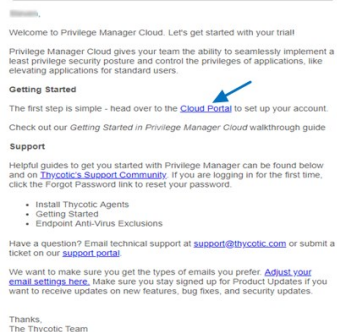 Welcome to Privilege Manager Cloud. Let's get started with your trial!
Privilege Manager Cloud gives your team the ability to seamlessly implement a
least privilege security posture and control the privileges of applications, like
elevating applications for standard users.
Getting Started
The first step is simple - head over to the Cloud Portal to set up your account.
Check out our Getting Started in Privilege Manager Cloud walkthrough guide
Support
Helpful guides to get you started with Privilege Manager can be found below
and on Thycotic's Support Community. If you are logging in for the first time,
click the Forgot Password link to reset your password.
• Install Thycotic Agents
• Getting Started
• Endpoint Anti-Virus Exclusions
Have a question? Email technical support at support@thycotic.com or submit a
ticket on our support portal.
We want to make sure you get the types of emails you prefer. Adjust your
email settings here. Make sure you stay signed up for Product Updates if you
want to receive updates on new features, bug fixes, and security updates.
Thanks,
The Thycotic Team